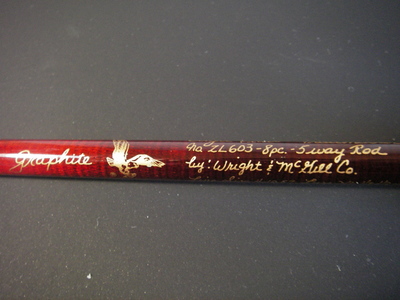 Graphite
No ZL603-8pc.-5 way Rod
by: Wright & McGill Co.